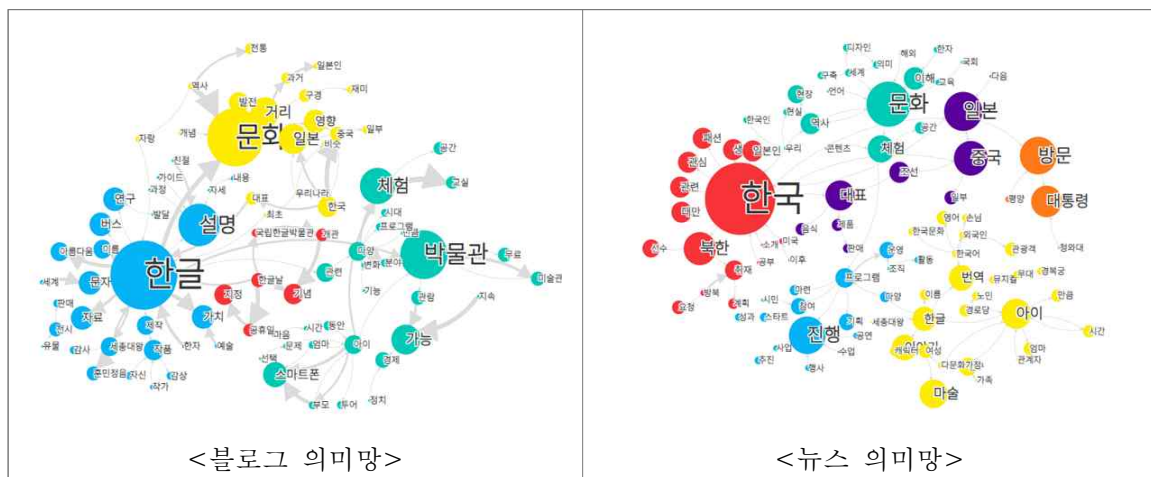 전통
일본인
과거
역사
발전
거리
구경
재미
문화
일본
영향
중국
일부
비슷
개념
자랑
친절
가이드
내용
과정
자세
우리나라
연구
발달
대표
한국
최초
설명
버스
국립한글박물관
개관
아름다움
이름
한글
세계
문자
한글날
지정
기념
판매
자료
가치
전시
제작
공휴일
유물
감사
세종대왕
작품
한자
예술
훈민정음
자신
감상
작가
공간
체험
교실
시대
프로그램
모양
박물관
무료
관련
변화
분야
미술관
기능
관람
지속
마음
시간
동안
가능
문제
엄마
아이
선택
경제
소마트폰
부모
투어
정치
<블로그 의미망>
디자인
해외
한자
의미
이해
국회
구축
세계
교육
다음
현장
언어
문화
일본
한국인
현실
역사
공간
패션
생
일본인
우리
콘텐츠
체험
중국
방문
관심
조선
관련
한국
대표
일부
평양
대통령
대만
음식
제품
영어
손님
북한
소개
미국
판매
한국문화
외국인
청와대
선수
이후
운영
관광객
취재
공부
조직
활동
한국어
프로그램
번역
뮤지컬
무대
경복궁
요청
방북
계획
시민
마련
모양
이름
노인
만큼
성과
스타트
참여
한글
경로당
아이
기획
세종대왕
시간
진행
공연
사업
수업
캐릭터
여성
엄마
관계자
추진
행사
다문화가정
가족
마술
<뉴스 의미망>